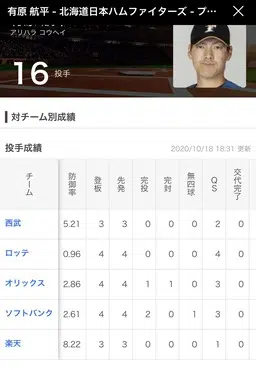 有原 航平 - 北海道日本ハムファイターズ - プ...
アリハラ コウヘイ
16 投手
対チーム別成績
投手成績 2020/10/18 18:31 更新
チーム 防御率 登板 先発 完投 完封 無四球 QS 交代完了
西武 5.21 3 3 0 0 0 2 0
ロッテ 0.96 4 4 0 0 0 4 0
オリックス 2.86 4 4 1 1 0 3 0
ソフトバンク 2.61 4 4 2 0 1 3 0
楽天 8.22 3 3 0 0 0 1 0